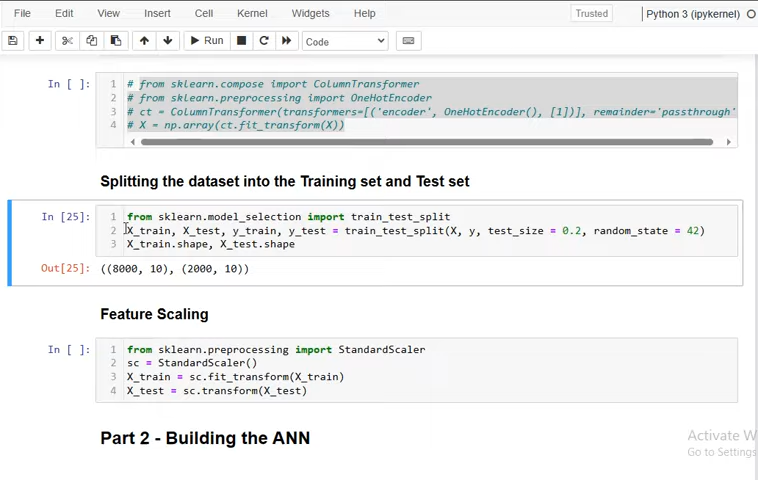 File Edit View Insert Cell Kernel Widgets Help Trusted Python 3 (ipykernel)
Run Code
In [ ]:
1 # from sklearn.compose import ColumnTransformer
2 # from sklearn.preprocessing import OneHotEncoder
3 # ct = ColumnTransformer(transformers=[('encoder', OneHotEncoder(), [1])], remainder='passthrough'
4 # X = np.array(ct.fit_transform(X))
Splitting the dataset into the Training set and Test set
In [25]:
1 from sklearn.model_selection import train_test_split
2 X_train, X_test, y_train, y_test = train_test_split(X, y, test_size = 0.2, random_state = 42)
3 X_train.shape, X_test.shape
Out[25]: ((8000, 10), (2000, 10))
Feature Scaling
In [ ]:
1 from sklearn.preprocessing import StandardScaler
2 sc = StandardScaler()
3 X_train = sc.fit_transform(X_train)
4 X_test = sc.transform(X_test)
Part 2 - Building the ANN
Activate W
Go to Settings